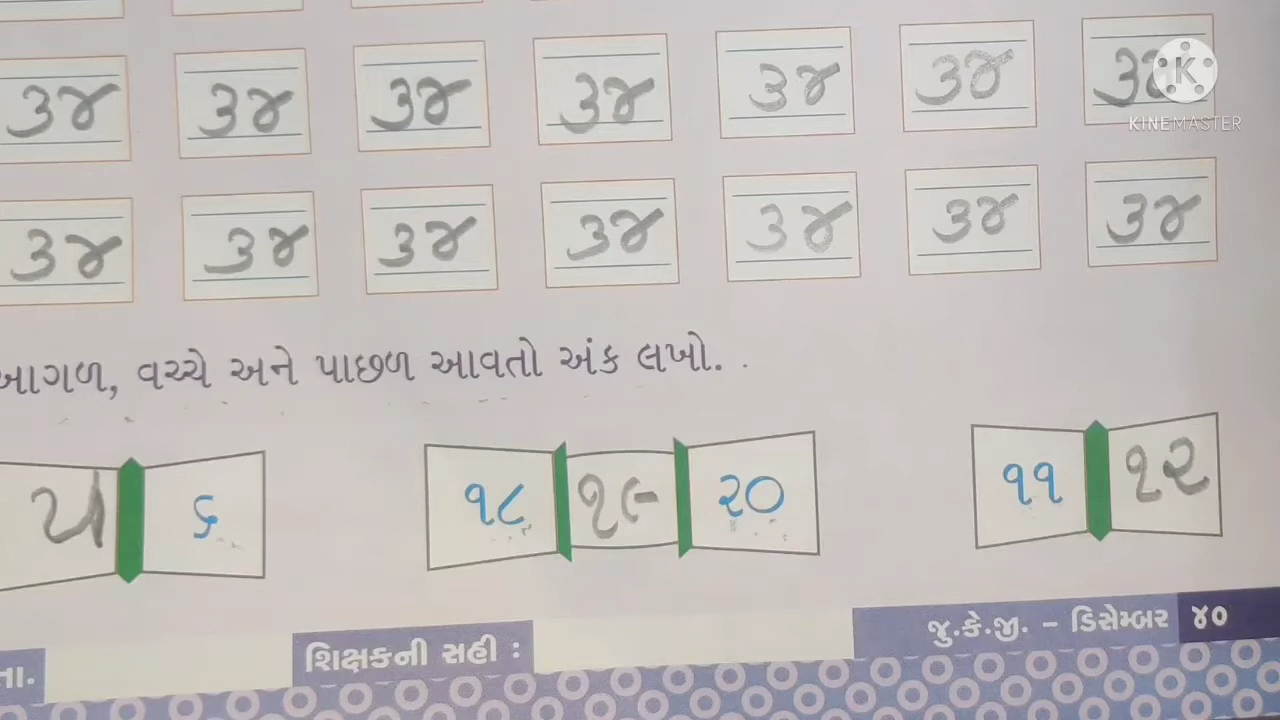 ૩૪ ૩૪ ૩૪ ૩૪ ૩૪ ૩૪ ૩૪
KINEMASTER
૩૪ ૩૪ ૩૪ ૩૪ ૩૪ ૩૪ ૩૪
આગળ, વચ્ચે અને પાછળ આવતો અંક લખો.
૫ ૬ ૧૮ ૧૯ ૨૦ ૧૧ ૧૨
શિક્ષકની સહી : જુ.કે.જી. – ડિસેમ્બર ૪૦